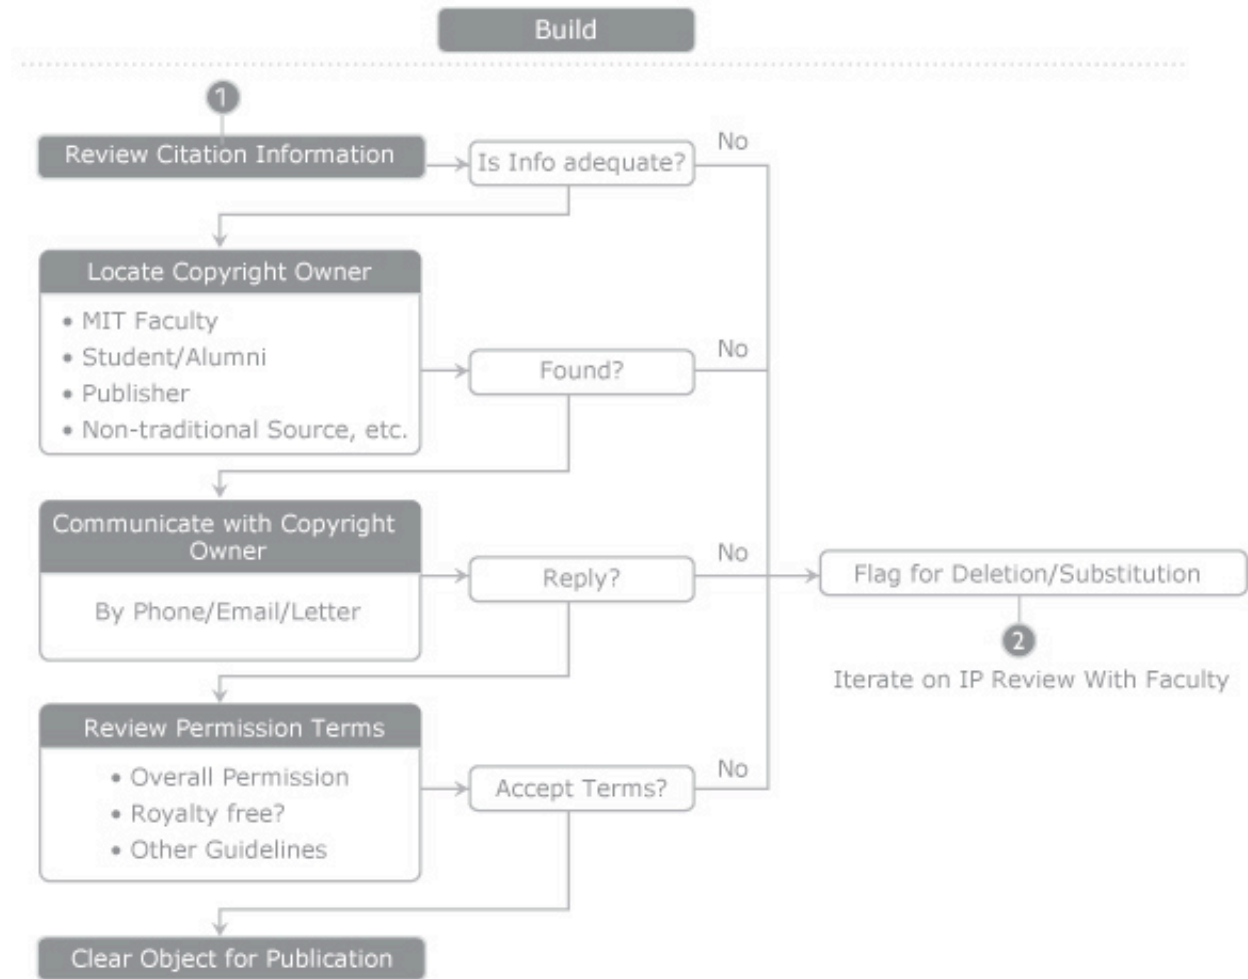 Build
1
Review Citation Information
Is Info adequate?
No
Locate Copyright Owner
• MIT Faculty
• Student/Alumni
• Publisher
• Non-traditional Source, etc.
Found?
No
Communicate with Copyright
Owner
By Phone/Email/Letter
Reply?
No
Flag for Deletion/Substitution
2
Iterate on IP Review With Faculty
Review Permission Terms
• Overall Permission
• Royalty free?
• Other Guidelines
Accept Terms?
No
Clear Object for Publication